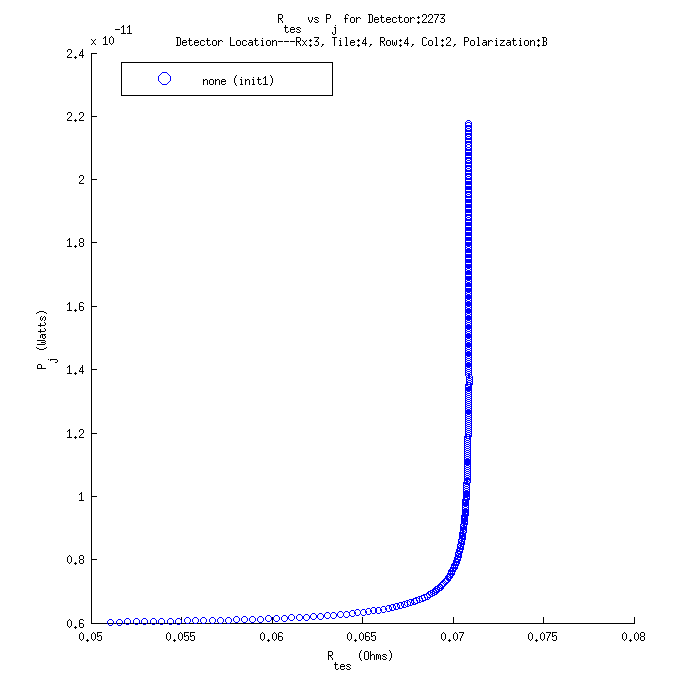 R_tes vs P_j for Detector:2273
x 10^-11
Detector Location---Rx:3, Tile:4, Row:4, Col:2, Polarization:B
none (init1)
2.4
2.2
2
1.8
1.6
1.4
1.2
1
0.8
0.6
P_j (Watts)
0.05 0.055 0.06 0.065 0.07 0.075 0.08
R_tes (Ohms)